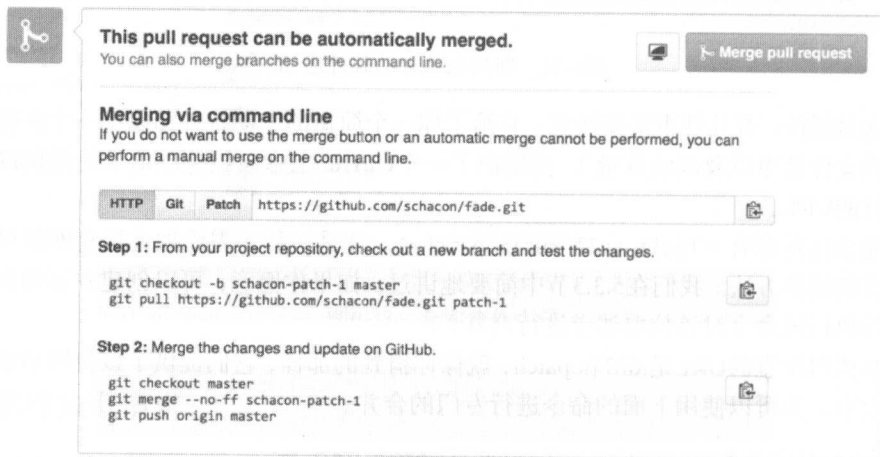 This pull request can be automatically merged.
You can also merge branches on the command line.
Merge pull request
Merging via command line
If you do not want to use the merge button or an automatic merge cannot be performed, you can
perform a manual merge on the command line.
HTTP Git Patch https://github.com/schacon/fade.git
Step 1: From your project repository, check out a new branch and test the changes.
git checkout -b schacon-patch-1 master
git pull https://github.com/schacon/fade.git patch-1
Step 2: Merge the changes and update on GitHub.
git checkout master
git merge --no-ff schacon-patch-1
git push origin master